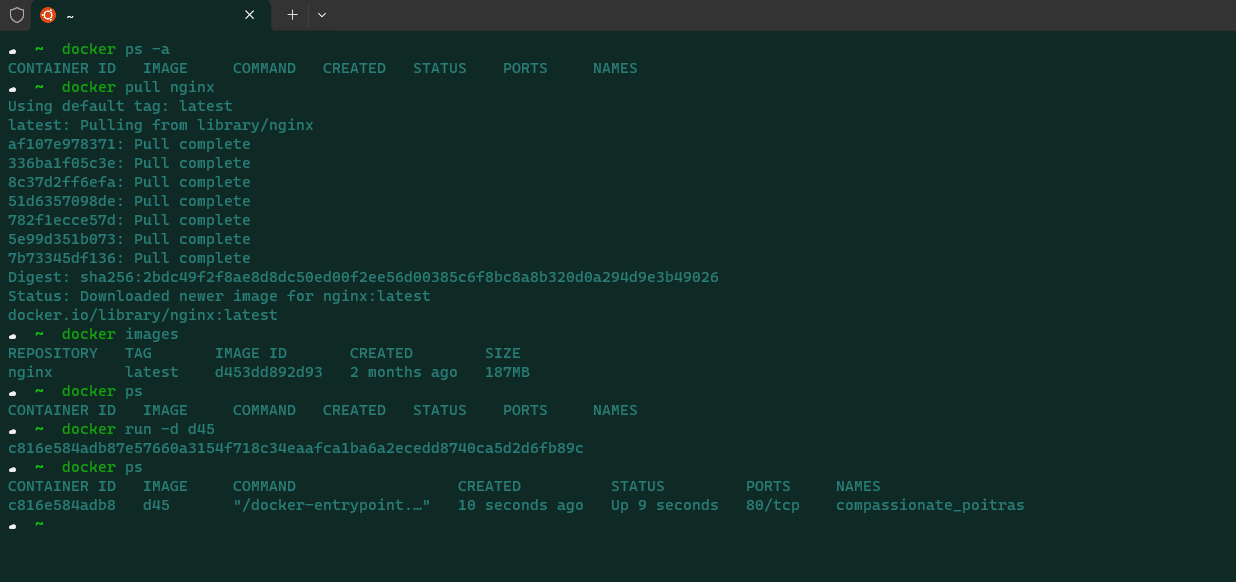 ~
~ docker ps -a
CONTAINER ID   IMAGE     COMMAND   CREATED   STATUS    PORTS     NAMES
~ docker pull nginx
Using default tag: latest
latest: Pulling from library/nginx
af107e978371: Pull complete
336ba1f05c3e: Pull complete
8c37d2ff6efa: Pull complete
51d6357098de: Pull complete
782f1ecce57d: Pull complete
5e99d351b073: Pull complete
7b73345df136: Pull complete
Digest: sha256:2bdc49f2f8ae8d8dc50ed00f2ee56d00385c6f8bc8a8b320d0a294d9e3b49026
Status: Downloaded newer image for nginx:latest
docker.io/library/nginx:latest
~ docker images
REPOSITORY   TAG       IMAGE ID       CREATED        SIZE
nginx        latest    d453dd892d93   2 months ago   187MB
~ docker ps
CONTAINER ID   IMAGE     COMMAND   CREATED   STATUS    PORTS     NAMES
~ docker run -d d45
c816e584adb87e57660a3154f718c34eaafca1ba6a2ecedd8740ca5d2d6fb89c
~ docker ps
CONTAINER ID   IMAGE     COMMAND                  CREATED          STATUS         PORTS     NAMES
c816e584adb8   d45       "/docker-entrypoint.…"   10 seconds ago   Up 9 seconds   80/tcp    compassionate_poitras
~